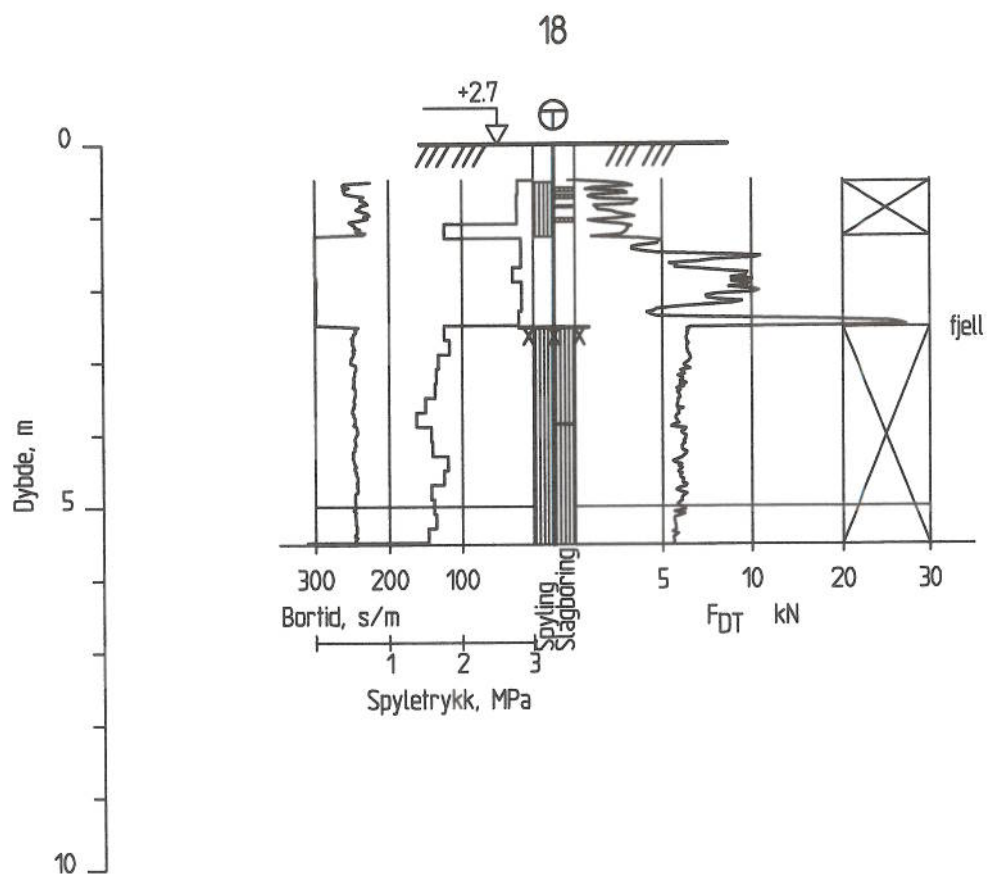 18
+2.7
0
fjell
Dybde, m
5
300 200 100 5 10 20 30
Bortid, s/m
Spyling
Slagboring
F_DT kN
1 2 3
Spyletrykk, MPa
10